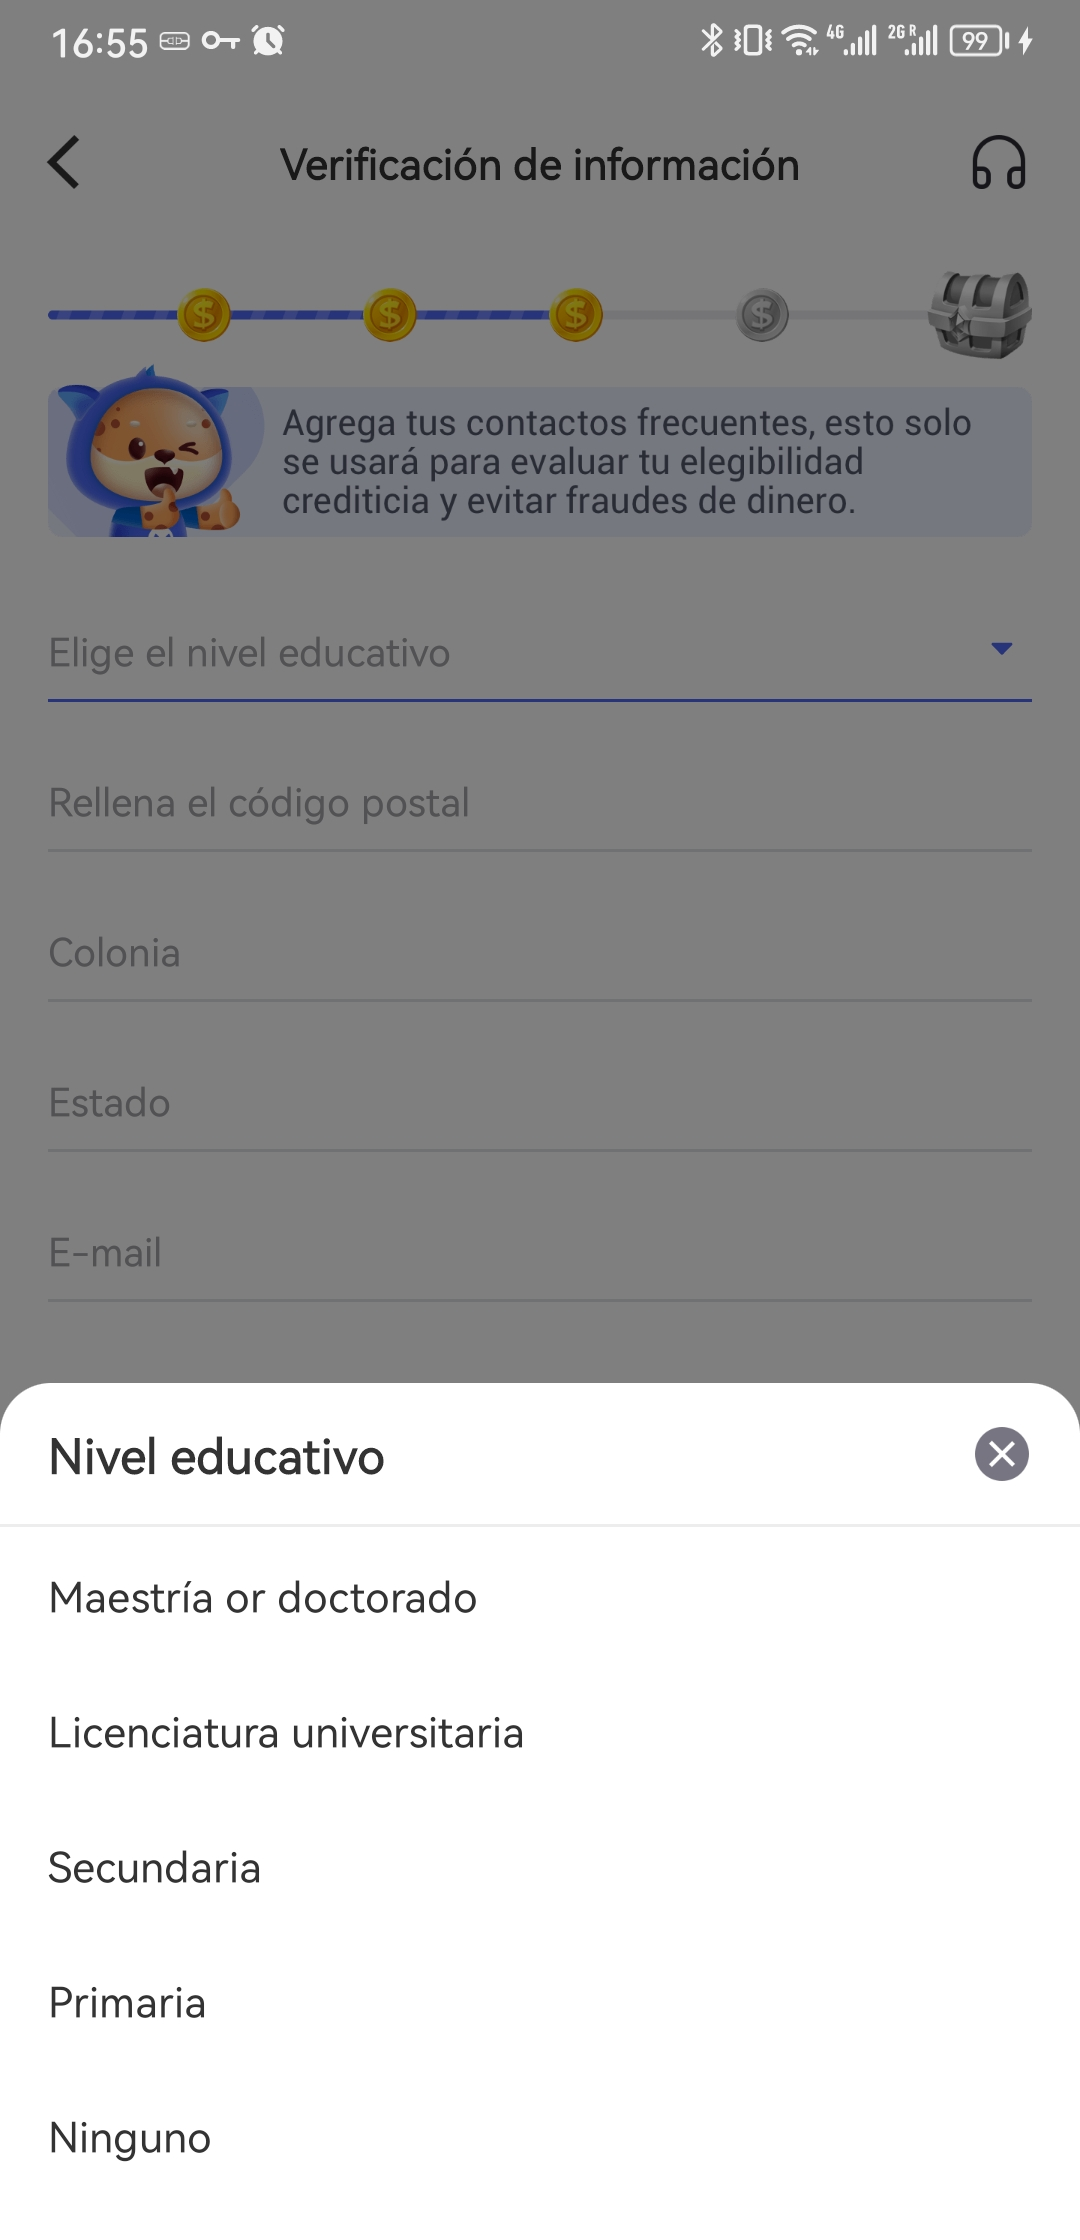 16:55
4G
2G R
99
Verificación de información
Agrega tus contactos frecuentes, esto solo
se usará para evaluar tu elegibilidad
crediticia y evitar fraudes de dinero.
Elige el nivel educativo
Rellena el código postal
Colonia
Estado
E-mail
Nivel educativo
Maestría or doctorado
Licenciatura universitaria
Secundaria
Primaria
Ninguno